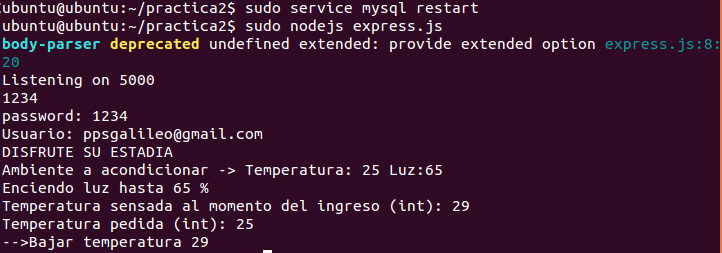 ubuntu@ubuntu:~/practica2$ sudo service mysql restart
ubuntu@ubuntu:~/practica2$ sudo nodejs express.js
body-parser deprecated undefined extended: provide extended option express.js:8:
20
Listening on 5000
1234
password: 1234
Usuario: ppsgalileo@gmail.com
DISFRUTE SU ESTADIA
Ambiente a acondicionar -> Temperatura: 25 Luz:65
Enciendo luz hasta 65 %
Temperatura sensada al momento del ingreso (int): 29
Temperatura pedida (int): 25
-->Bajar temperatura 29